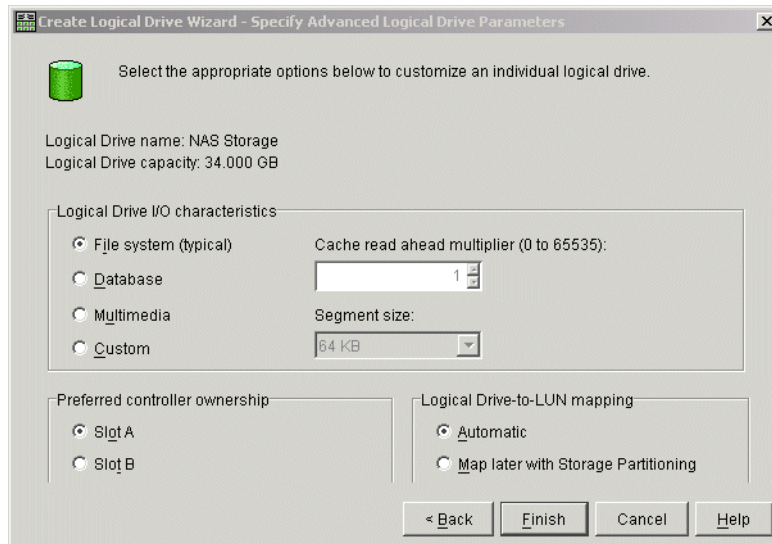 Create Logical Drive Wizard - Specify Advanced Logical Drive Parameters
Select the appropriate options below to customize an individual logical drive.
Logical Drive name: NAS Storage
Logical Drive capacity: 34.000 GB
Logical Drive I/O characteristics
File system (typical)
Cache read ahead multiplier (0 to 65535):
Database
1
Multimedia
Segment size:
Custom
64 KB
Preferred controller ownership
Slot A
Slot B
Logical Drive-to-LUN mapping
Automatic
Map later with Storage Partitioning
< Back
Finish
Cancel
Help